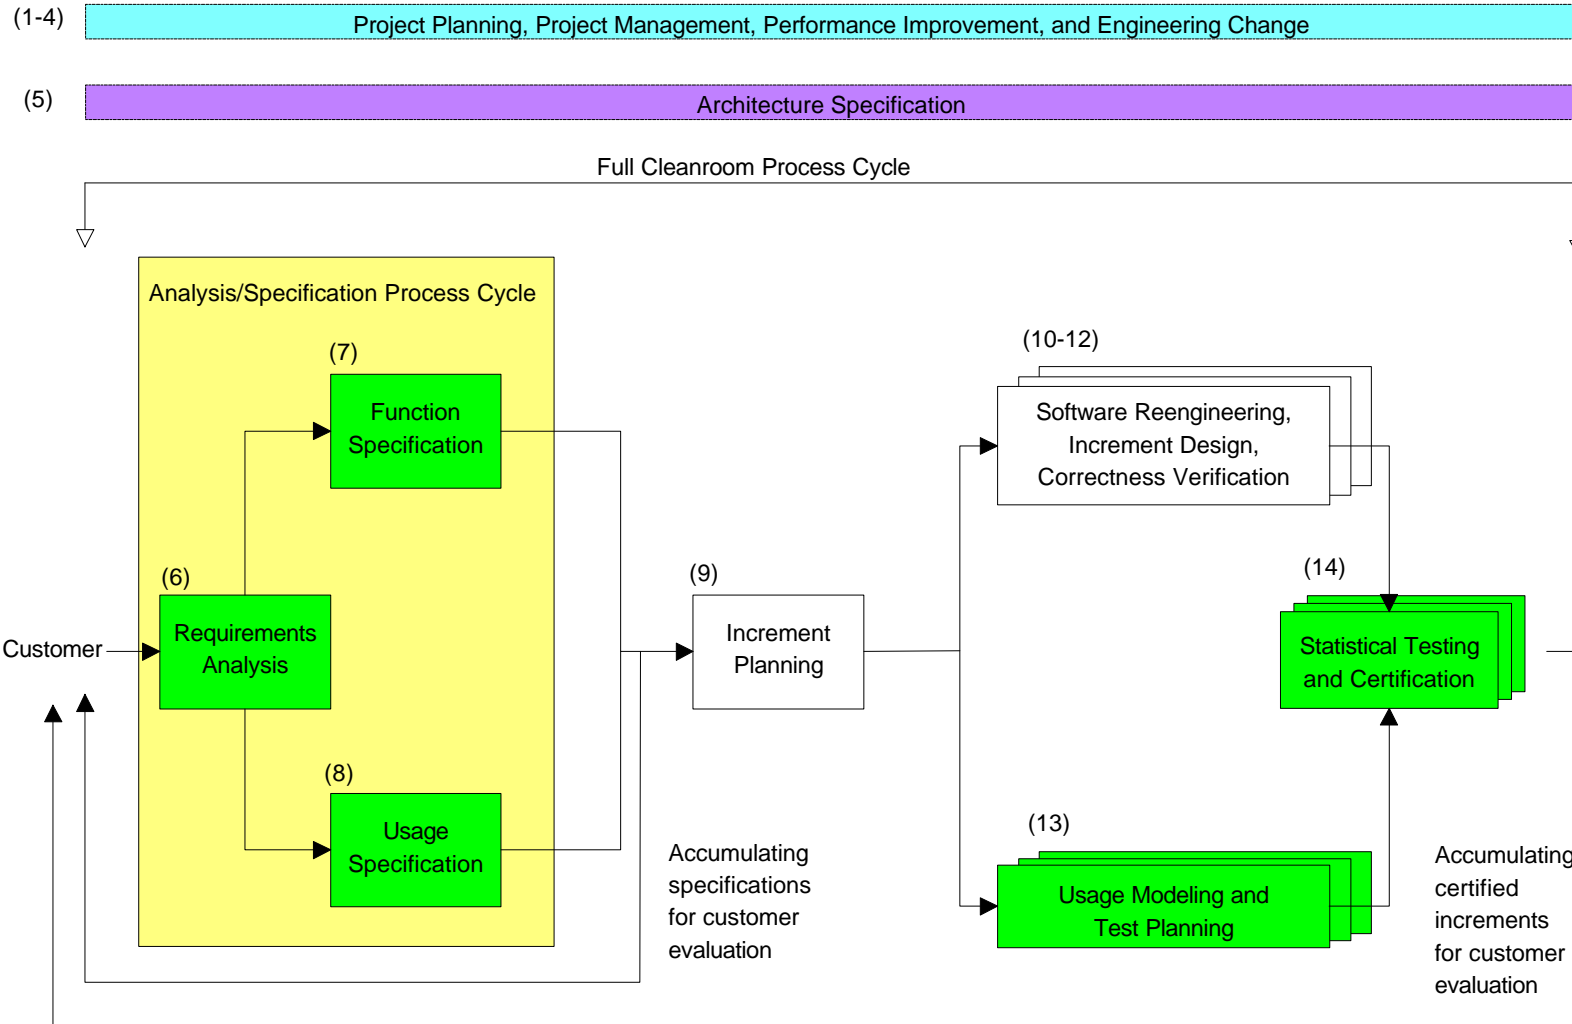 (1-4)
Project Planning, Project Management, Performance Improvement, and Engineering Change
(5)
Architecture Specification
Full Cleanroom Process Cycle
Analysis/Specification Process Cycle
(7)
Function
Specification
(6)
Customer
Requirements
Analysis
(8)
Usage
Specification
(9)
Increment
Planning
Accumulating
specifications
for customer
evaluation
(10-12)
Software Reengineering,
Increment Design,
Correctness Verification
(14)
Statistical Testing
and Certification
(13)
Usage Modeling and
Test Planning
Accumulating
certified
increments
for customer
evaluation